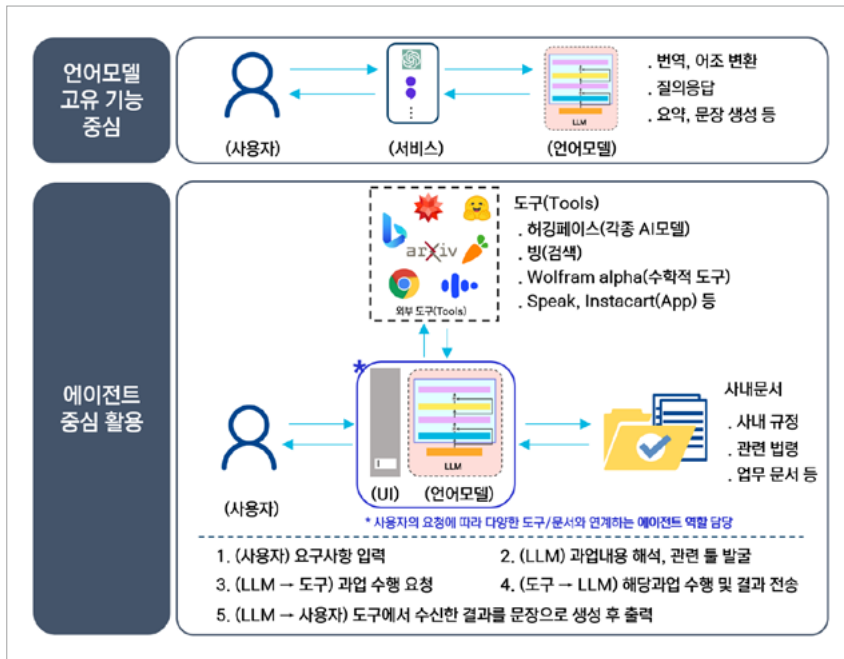 언어모델
고유 기능
중심
(사용자)
(서비스)
LLM
(언어모델)
. 번역, 어조 변환
. 질의응답
. 요약, 문장 생성 등
에이전트
중심 활용
arXiv
외부 도구(Tools)
도구(Tools)
. 허깅페이스(각종 AI모델)
. 빙(검색)
. Wolfram alpha(수학적 도구)
. Speak, Instacart(App) 등
*
(사용자)
(UI)
LLM
(언어모델)
사내문서
. 사내 규정
. 관련 법령
. 업무 문서 등
* 사용자의 요청에 따라 다양한 도구/문서와 연계하는 에이전트 역할 담당
1. (사용자) 요구사항 입력
2. (LLM) 과업내용 해석, 관련 툴 발굴
3. (LLM → 도구) 과업 수행 요청
4. (도구 → LLM) 해당과업 수행 및 결과 전송
5. (LLM → 사용자) 도구에서 수신한 결과를 문장으로 생성 후 출력